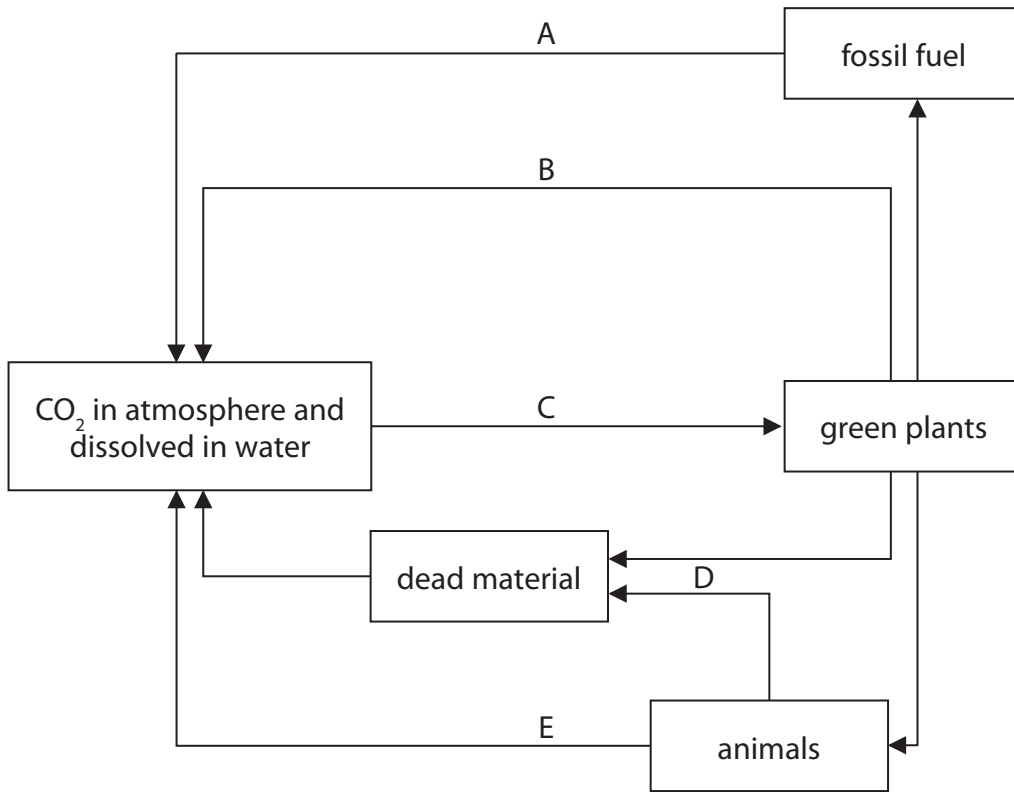 A
fossil fuel
B
CO₂ in atmosphere and
dissolved in water
C
green plants
dead material
D
E
animals